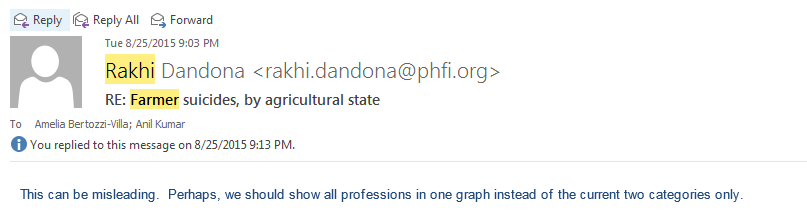 Reply Reply All Forward
Tue 8/25/2015 9:03 PM
Rakhi Dandona <rakhi.dandona@phfi.org>
RE: Farmer suicides, by agricultural state
To Amelia Bertozzi-Villa; Anil Kumar
You replied to this message on 8/25/2015 9:13 PM.
This can be misleading. Perhaps, we should show all professions in one graph instead of the current two categories only.